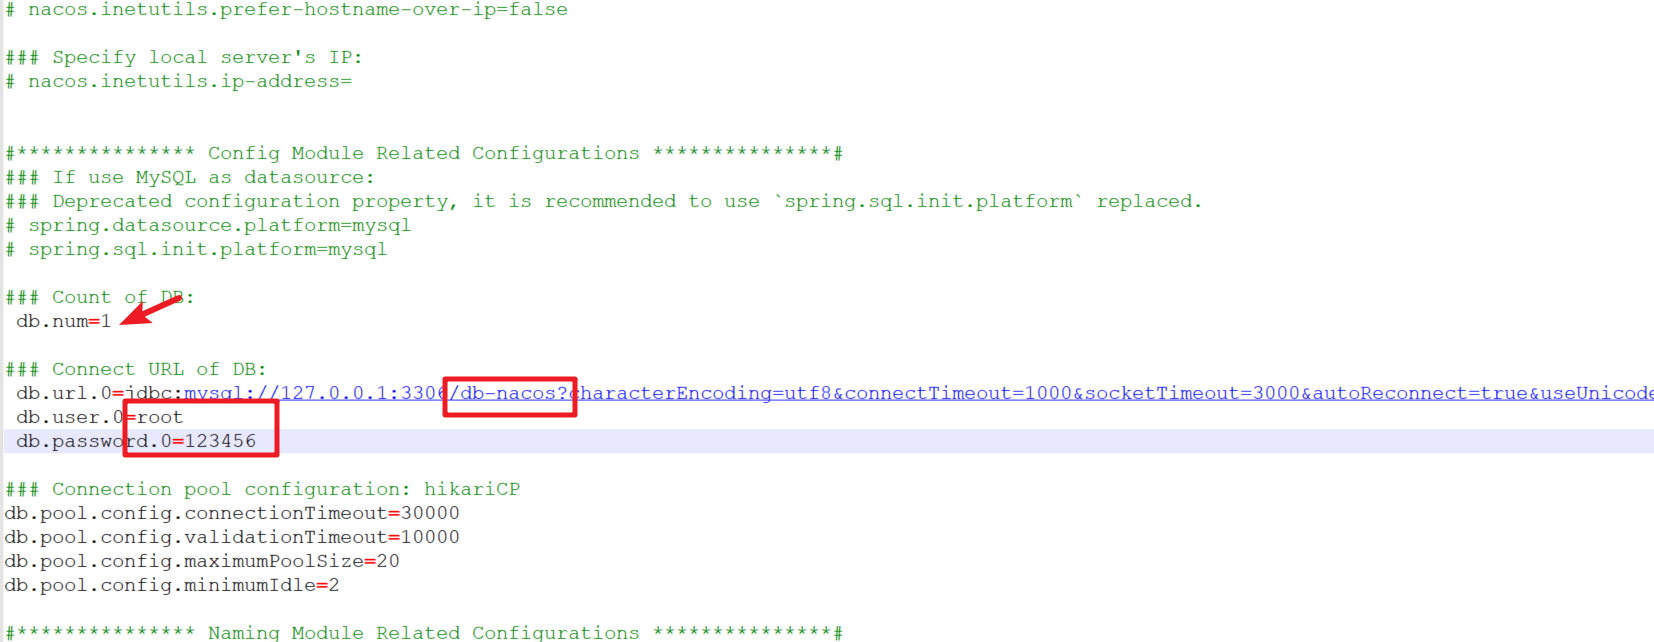 # nacos.inetutils.prefer-hostname-over-ip=false
### Specify local server's IP:
# nacos.inetutils.ip-address=
#*************** Config Module Related Configurations ***************#
### If use MySQL as datasource:
### Deprecated configuration property, it is recommended to use `spring.sql.init.platform` replaced.
# spring.datasource.platform=mysql
# spring.sql.init.platform=mysql
### Count of DB:
db.num=1
### Connect URL of DB:
db.url.0=jdbc:mysql://127.0.0.1:3306/db-nacos?characterEncoding=utf8&connectTimeout=1000&socketTimeout=3000&autoReconnect=true&useUnicode
db.user.0=root
db.password.0=123456
### Connection pool configuration: hikariCP
db.pool.config.connectionTimeout=30000
db.pool.config.validationTimeout=10000
db.pool.config.maximumPoolSize=20
db.pool.config.minimumIdle=2
#*************** Naming Module Related Configurations ***************#